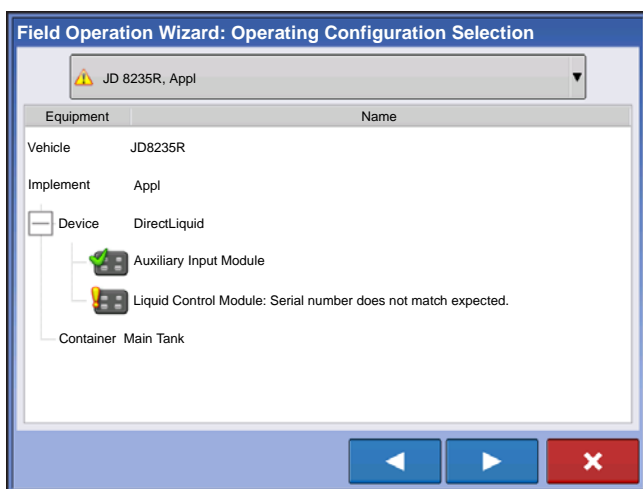 Field Operation Wizard: Operating Configuration Selection
JD 8235R, Appl
Equipment Name
Vehicle JD8235R
Implement Appl
Device DirectLiquid
Auxiliary Input Module
Liquid Control Module: Serial number does not match expected.
Container Main Tank